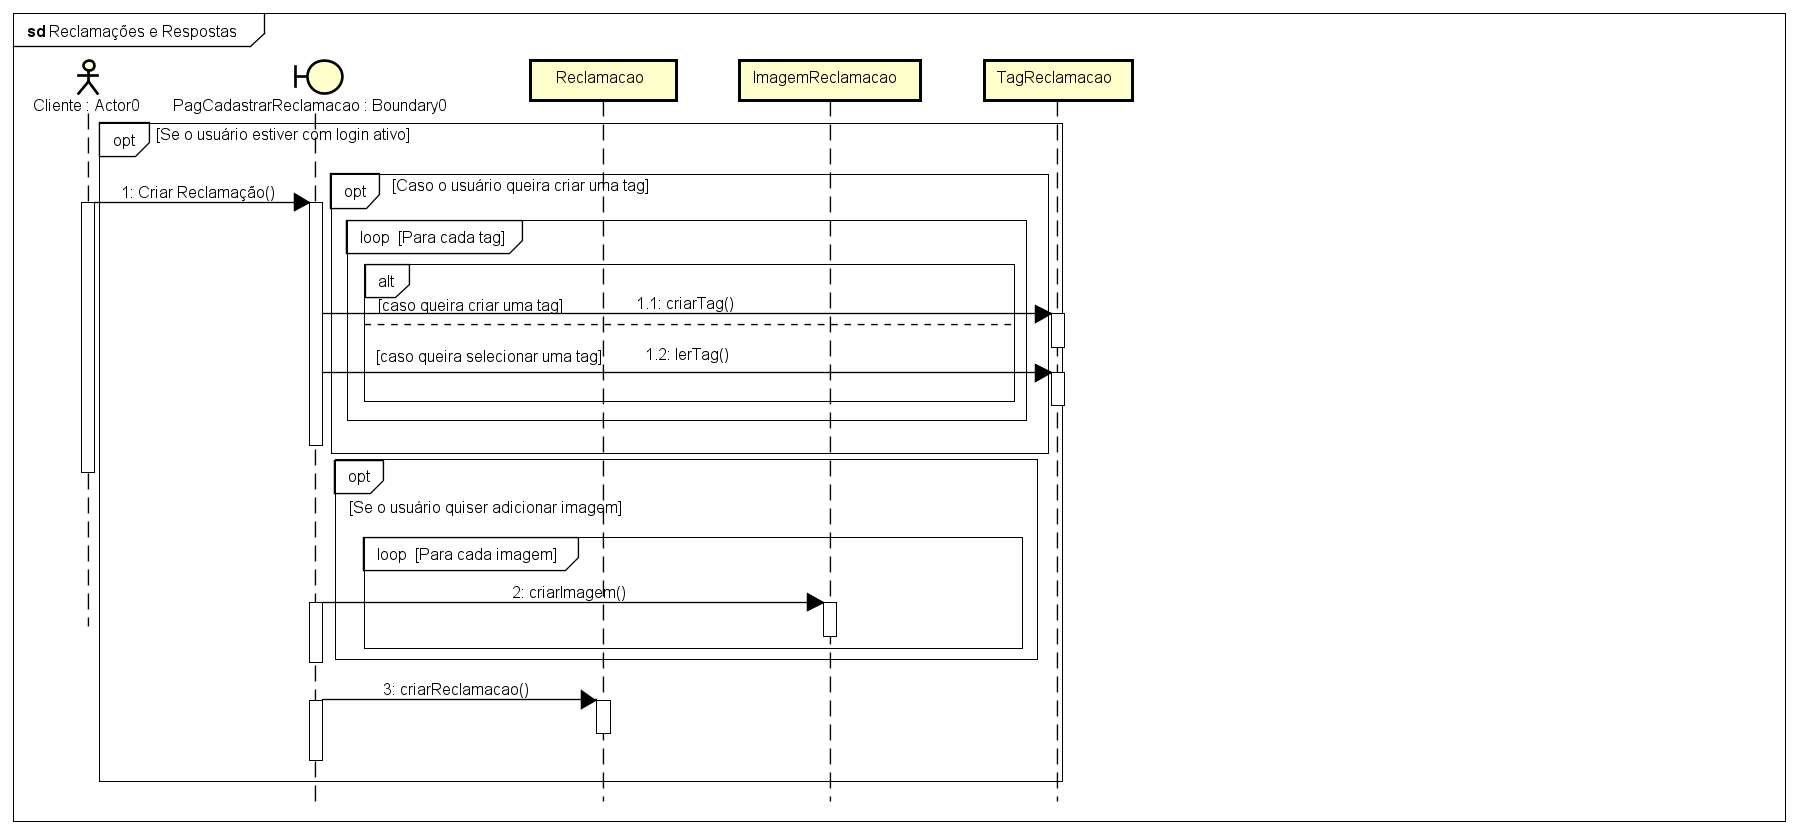 sd Reclamações e Respostas
Cliente : Actor0
PagCadastrarReclamacao : Boundary0
Reclamacao
ImagemReclamacao
TagReclamacao
opt
[Se o usuário estiver com login ativo]
1: Criar Reclamação()
opt
[Caso o usuário queira criar uma tag]
loop [Para cada tag]
alt
[caso queira criar uma tag]
1.1: criarTag()
[caso queira selecionar uma tag]
1.2: lerTag()
opt
[Se o usuário quiser adicionar imagem]
loop [Para cada imagem]
2: criarImagem()
3: criarReclamacao()